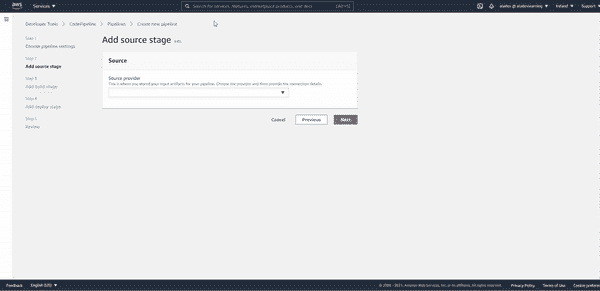 aws
Services ▼
Search for services, features, marketplace products, and docs
[Alt+S]
Ireland ▼
Support
Developer Tools > CodePipeline > Pipelines > Create new pipeline
Step 1
Choose pipeline settings
Step 2
Add source stage
Step 3
Add build stage
Step 4
Add deploy stage
Step 5
Review
Add source stage Info
Source
Source provider
This is where you stored your input artifacts for your pipeline. Choose the provider and then provide the connection details.
Cancel
Previous
Next
Feedback
English (US) ▼
© 2008 - 2021, Amazon Web Services, Inc. or its affiliates. All rights reserved.
Privacy Policy
Terms of Use
Cookie preferen